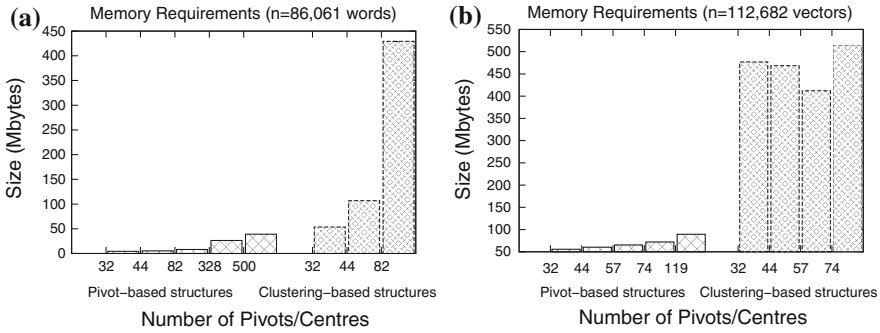 (a)
Memory Requirements (n=86,061 words)
Size (Mbytes)
450
400
350
300
250
200
150
100
50
0
32 44 82 328 500 32 44 82
Pivot−based structures Clustering−based structures
Number of Pivots/Centres
(b)
Memory Requirements (n=112,682 vectors)
Size (Mbytes)
550
500
450
400
350
300
250
200
150
100
50
32 44 57 74 119 32 44 57 74
Pivot−based structures Clustering−based structures
Number of Pivots/Centres